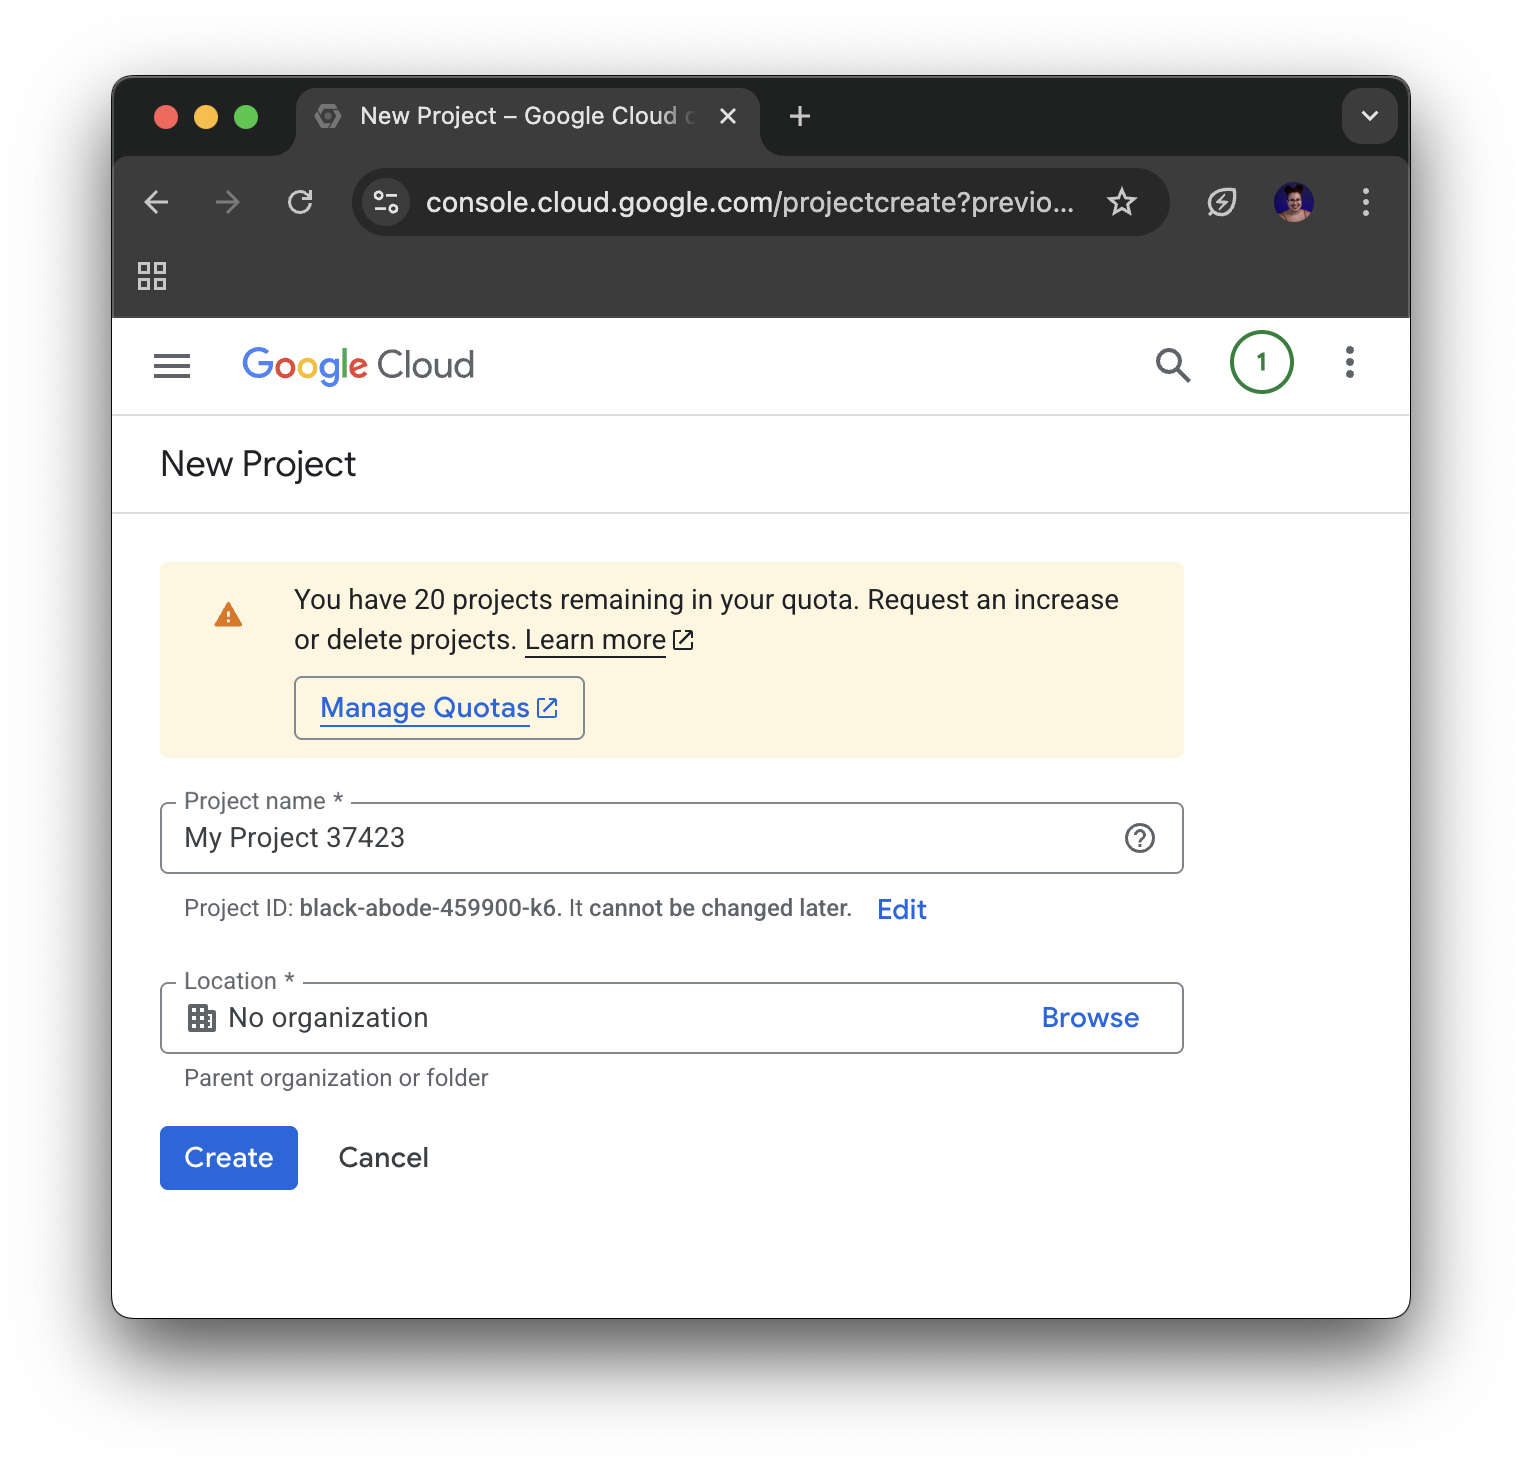 New Project – Google Cloud
console.cloud.google.com/projectcreate?previo...
Google Cloud
1
New Project
You have 20 projects remaining in your quota. Request an increase
or delete projects. Learn more
Manage Quotas
Project name *
My Project 37423
Project ID: black-abode-459900-k6. It cannot be changed later. Edit
Location *
No organization Browse
Parent organization or folder
Create Cancel